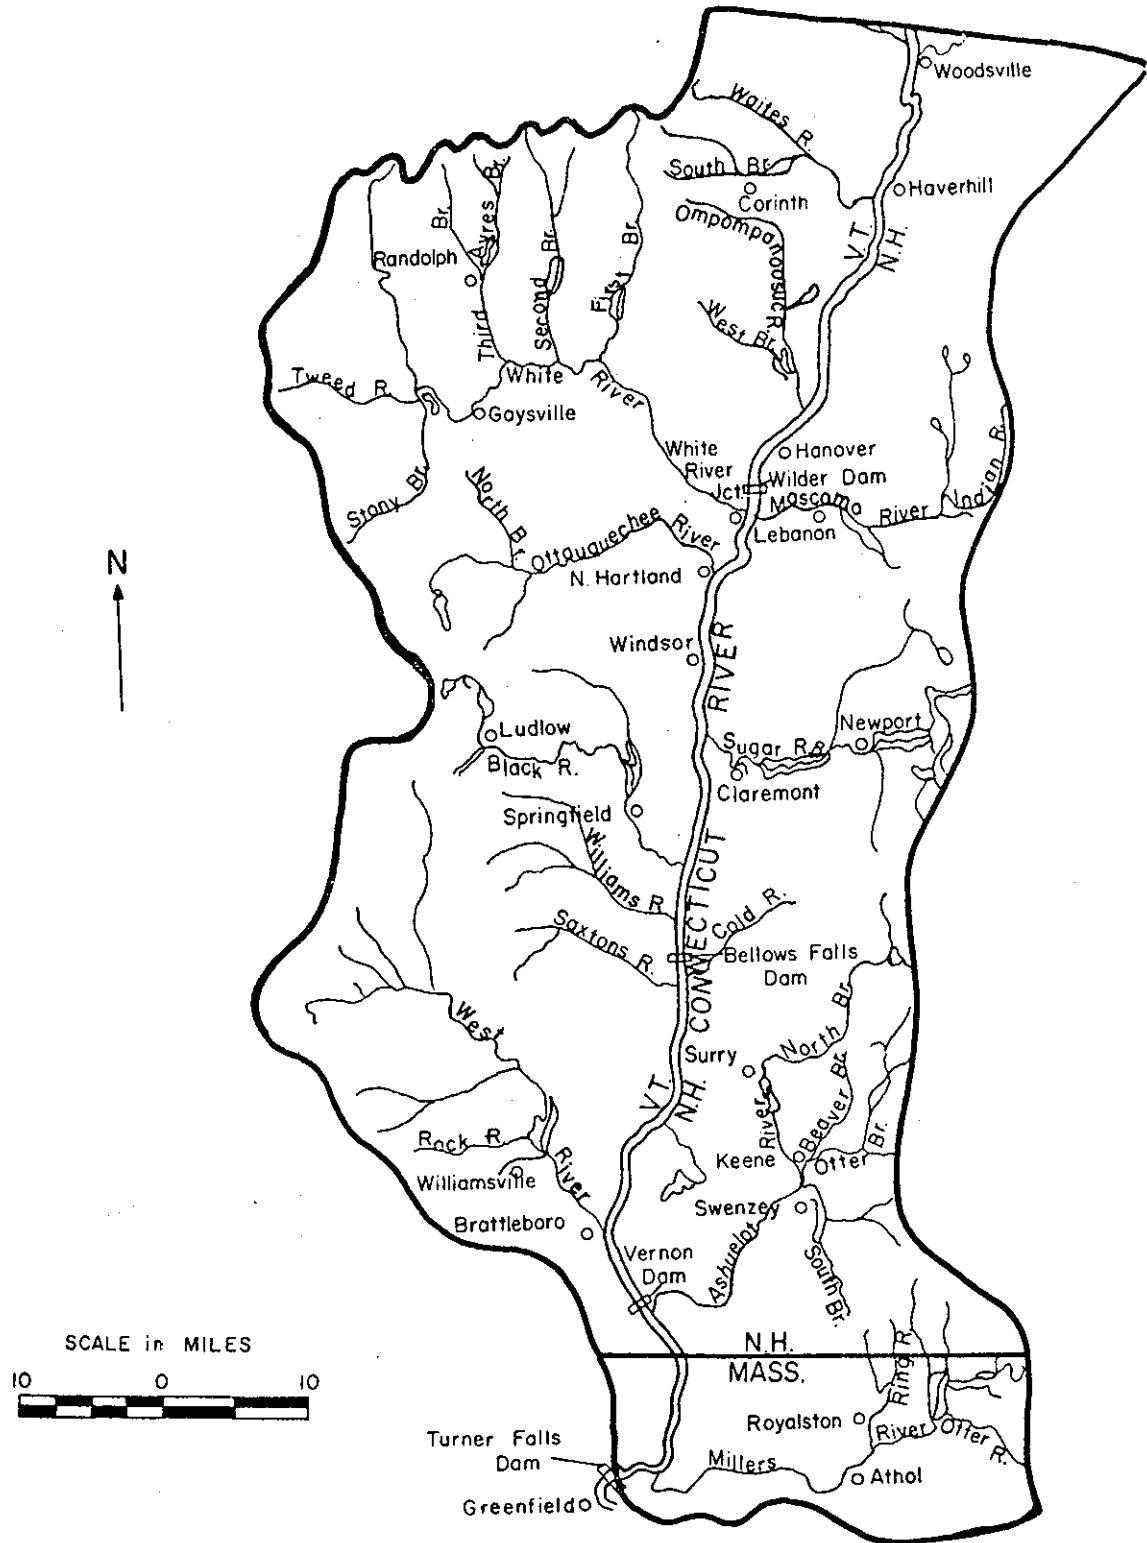 Woodsville
Waites R.
South Br.
Corinth
Haverhill
Ompompanoosuc R.
V.T.
N.H.
Br.
Ayres Br.
Randolph
Third
Second Br.
First Br.
West Br.
White River
Tweed R.
Gaysville
Hanover
White
River
Jct.
Wilder Dam
Mascama River
Indian R.
Lebanon
Stony Br.
North Br.
Ottauquechee River
N. Hartland
N
Windsor
CONNECTICUT RIVER
Ludlow
Black R.
Newport
Sugar R.
Claremont
Springfield
Williams R.
Saxtons R.
Cold R.
Bellows Falls
Dam
West River
Surry
North Br.
V.T.
N.H.
River
Beaver Br.
Rock R.
Keene
Otter Br.
Williamsville
Swenzey
Brattleboro
Ashuelot
South Br.
Vernon
Dam
SCALE in MILES
10 0 10
N.H.
MASS.
Ring R.
Royalston
River
Otter R.
Turner Falls
Dam
Millers
Athol
Greenfield